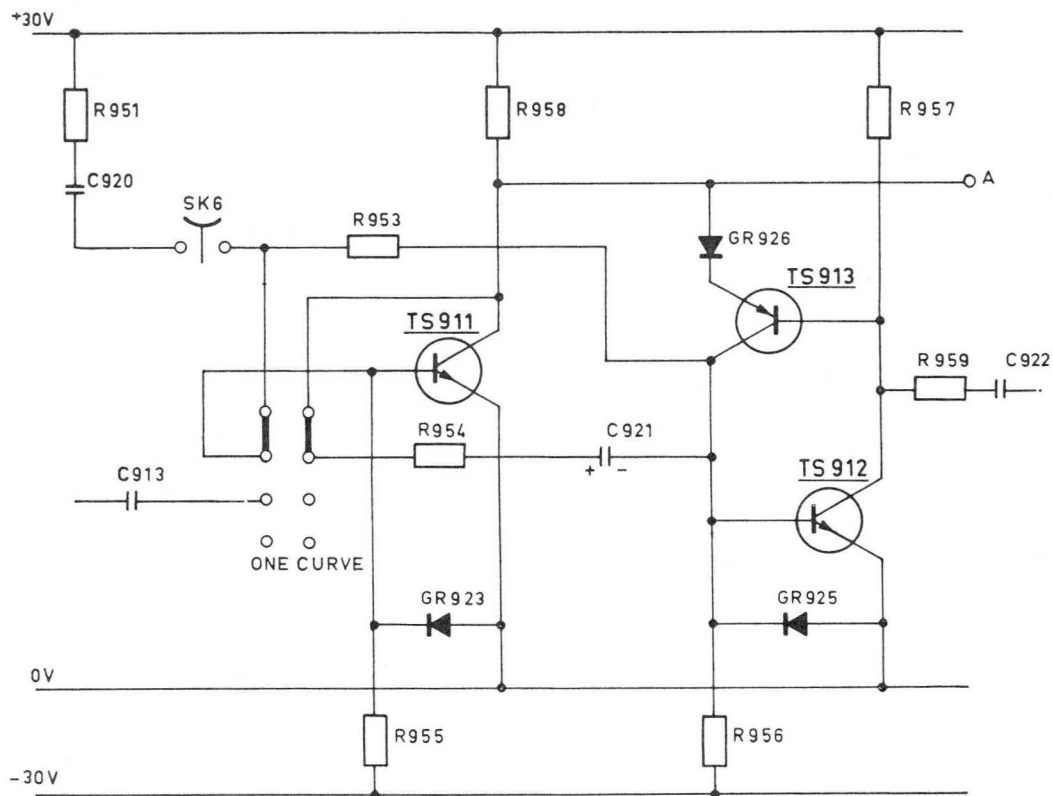 +30V
R951
R958
R957
C920
A
SK6
R953
GR926
TS913
TS911
R959
C922
R954
C921
+ -
C913
TS912
ONE CURVE
GR923
GR925
0V
R955
R956
-30V